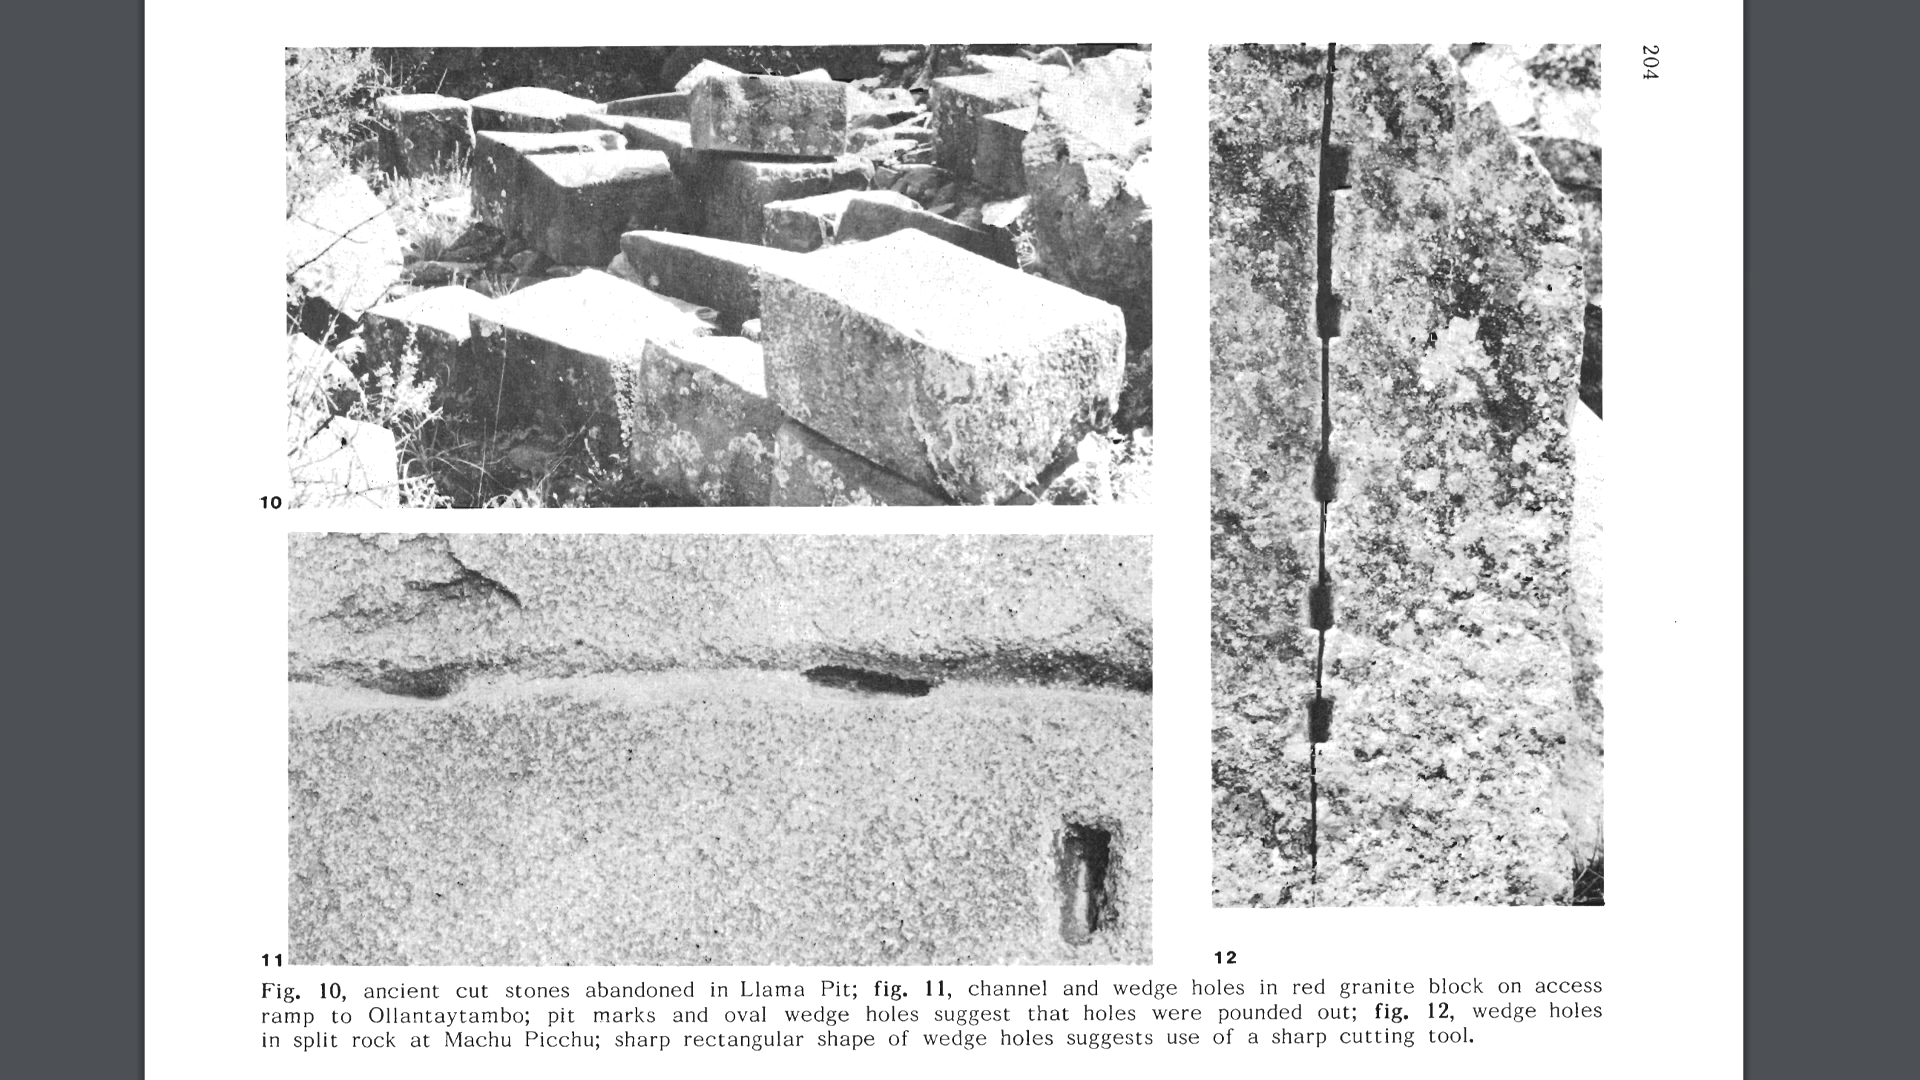 204
10
11
12
Fig. 10, ancient cut stones abandoned in Llama Pit; fig. 11, channel and wedge holes in red granite block on access
ramp to Ollantaytambo; pit marks and oval wedge holes suggest that holes were pounded out; fig. 12, wedge holes
in split rock at Machu Picchu; sharp rectangular shape of wedge holes suggests use of a sharp cutting tool.